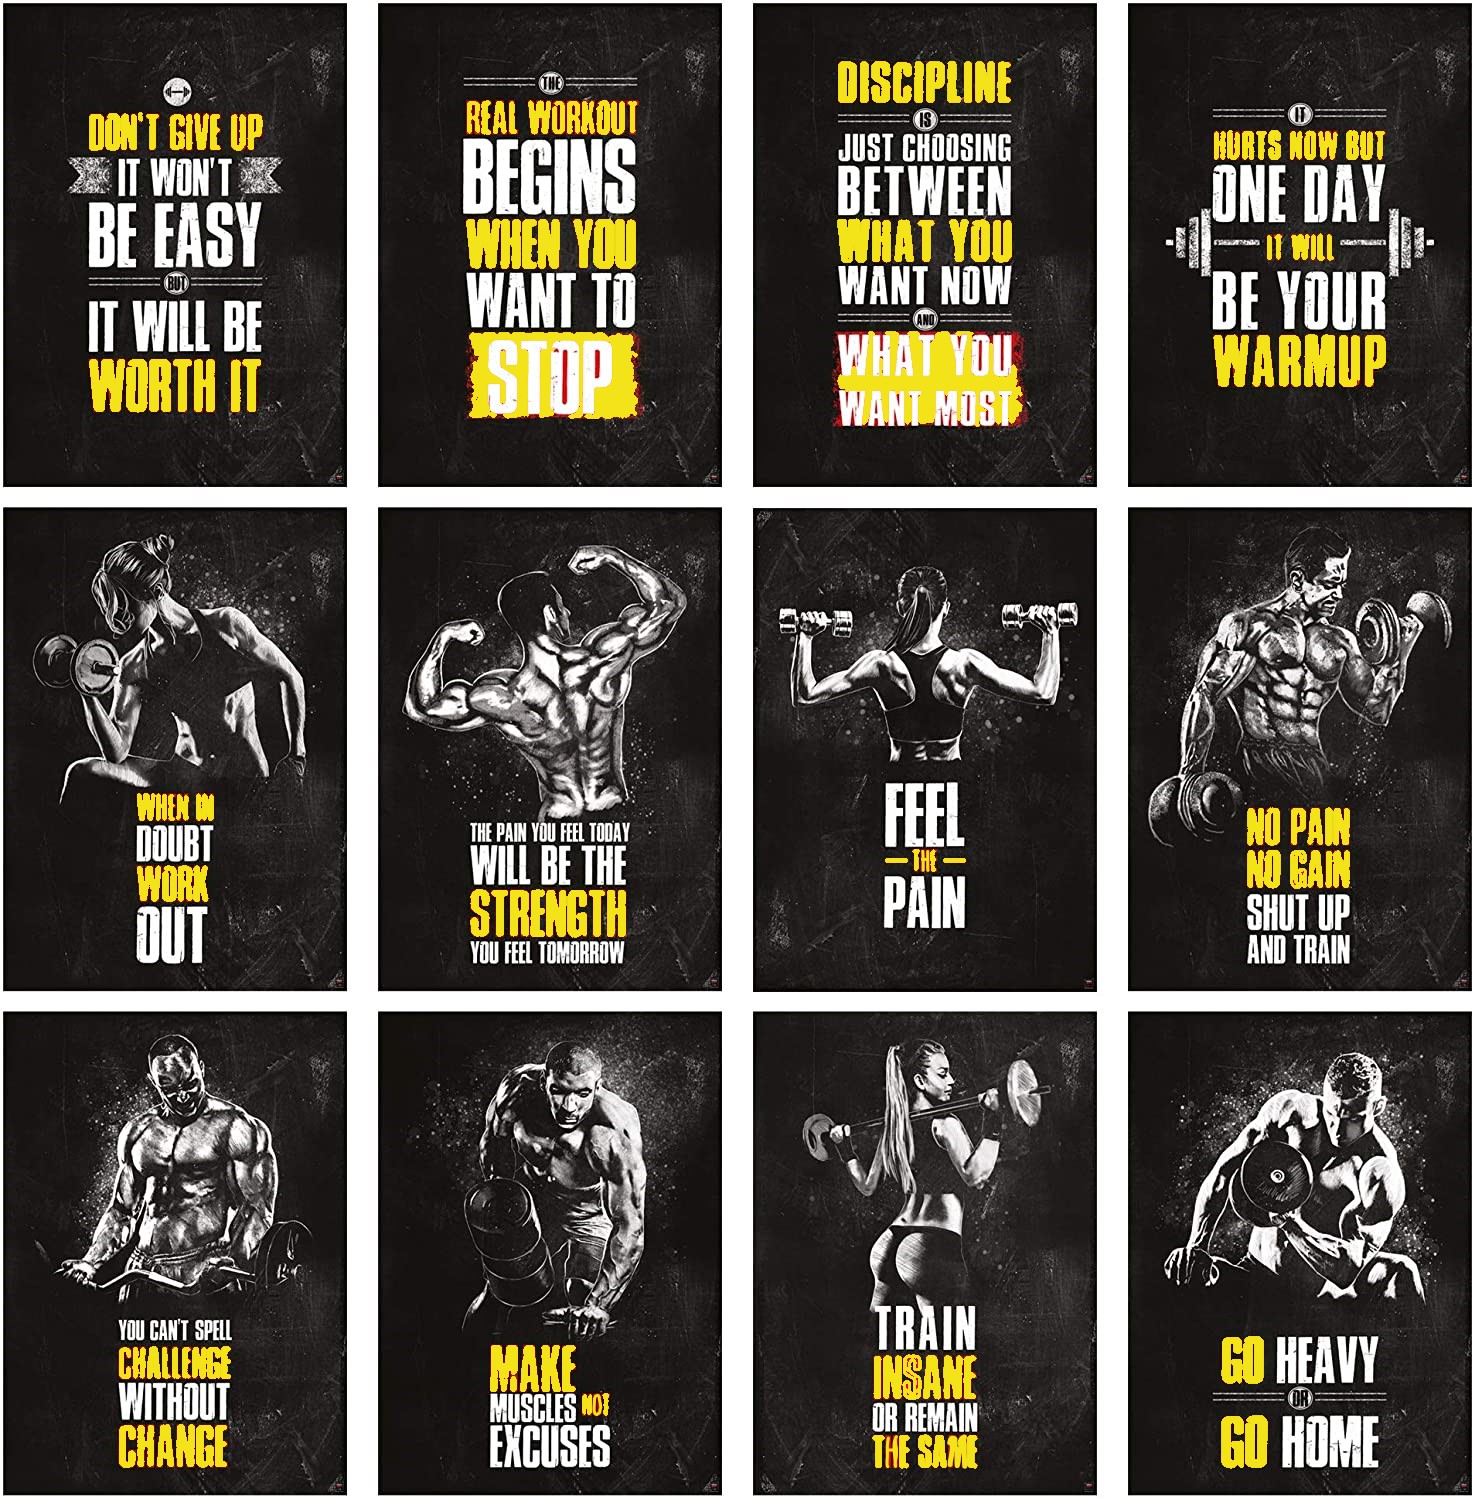 DON'T GIVE UP
IT WON'T
BE EASY
BUT
IT WILL BE
WORTH IT
THE
REAL WORKOUT
BEGINS
WHEN YOU
WANT TO
STOP
DISCIPLINE
IS
JUST CHOOSING
BETWEEN
WHAT YOU
WANT NOW
AND
WHAT YOU
WANT MOST
IT
HURTS NOW BUT
ONE DAY
IT WILL
BE YOUR
WARMUP
WHEN IN
DOUBT
WORK
OUT
THE PAIN YOU FEEL TODAY
WILL BE THE
STRENGTH
YOU FEEL TOMORROW
FEEL
THE
PAIN
NO PAIN
NO GAIN
SHUT UP
AND TRAIN
YOU CAN'T SPELL
CHALLENGE
WITHOUT
CHANGE
MAKE
MUSCLES NOT
EXCUSES
TRAIN
INSANE
OR REMAIN
THE SAME
GO HEAVY
OR
GO HOME